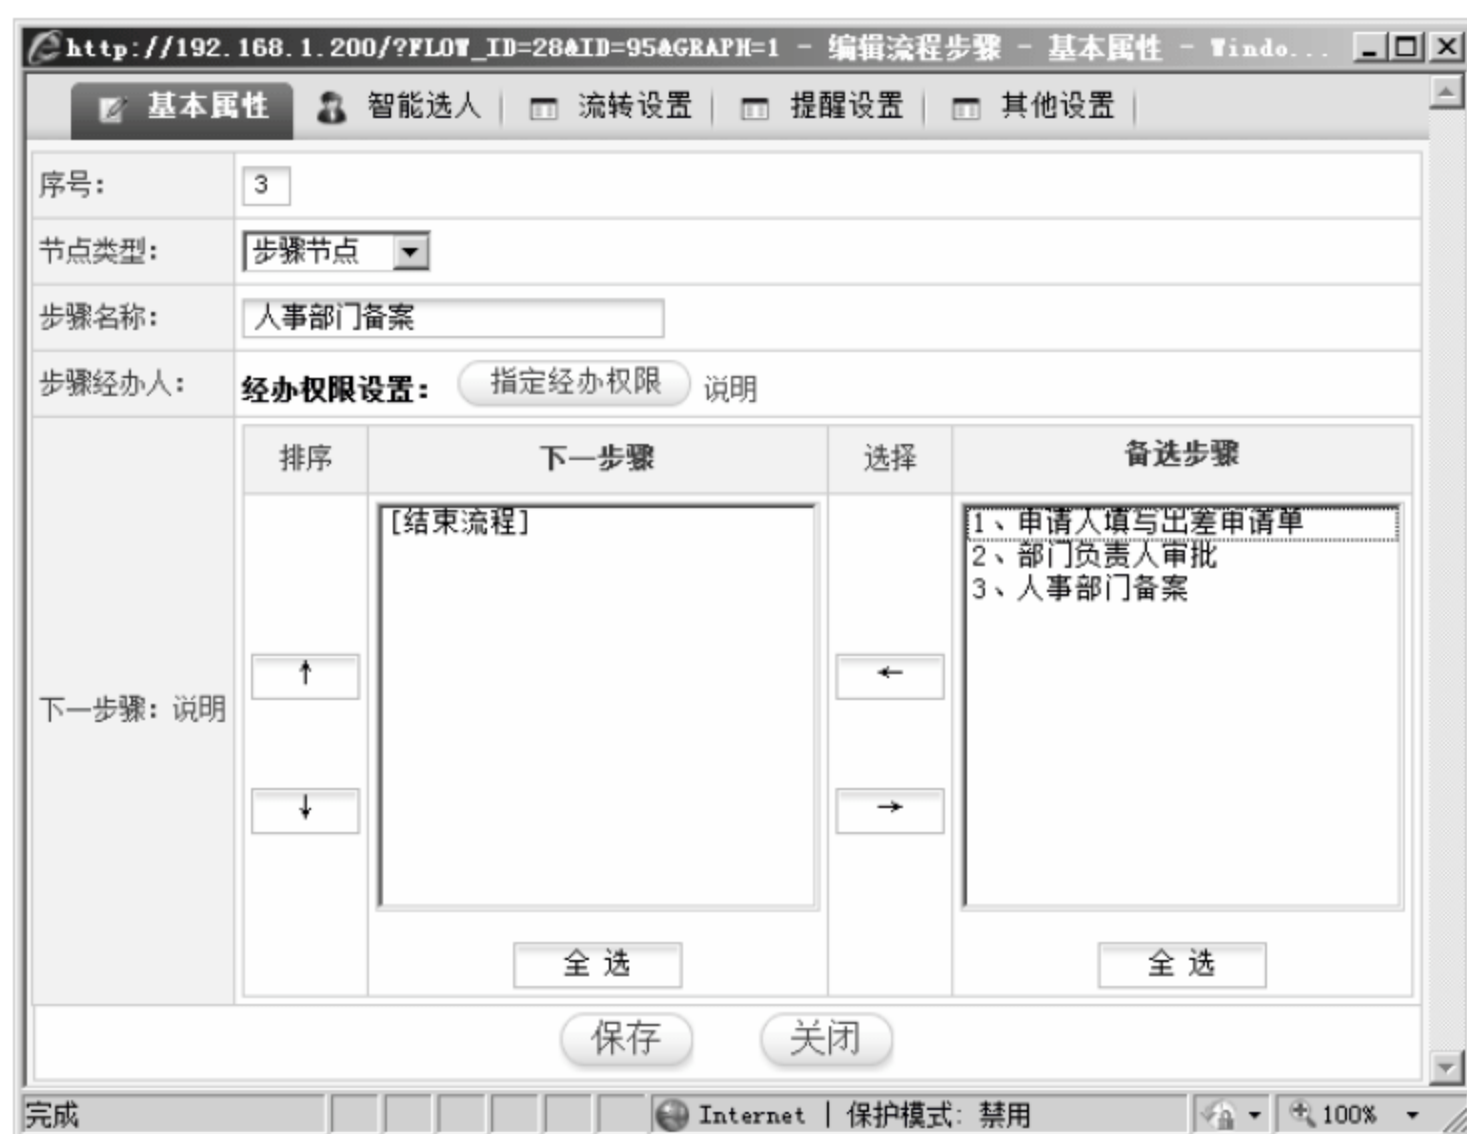 http://192.168.1.200/?FLOW_ID=28&ID=95&GRAPH=1 - 编辑流程步骤 - 基本属性 - Windo...
基本属性 智能选人 流转设置 提醒设置 其他设置
序号: 3
节点类型: 步骤节点
步骤名称: 人事部门备案
步骤经办人: 经办权限设置: 指定经办权限 说明
排序 下一步骤 选择 备选步骤
[结束流程] 1、申请人填写出差申请单
2、部门负责人审批
3、人事部门备案
↑ ←
下一步骤: 说明
↓ →
全选 全选
保存 关闭
完成 Internet | 保护模式: 禁用 100%